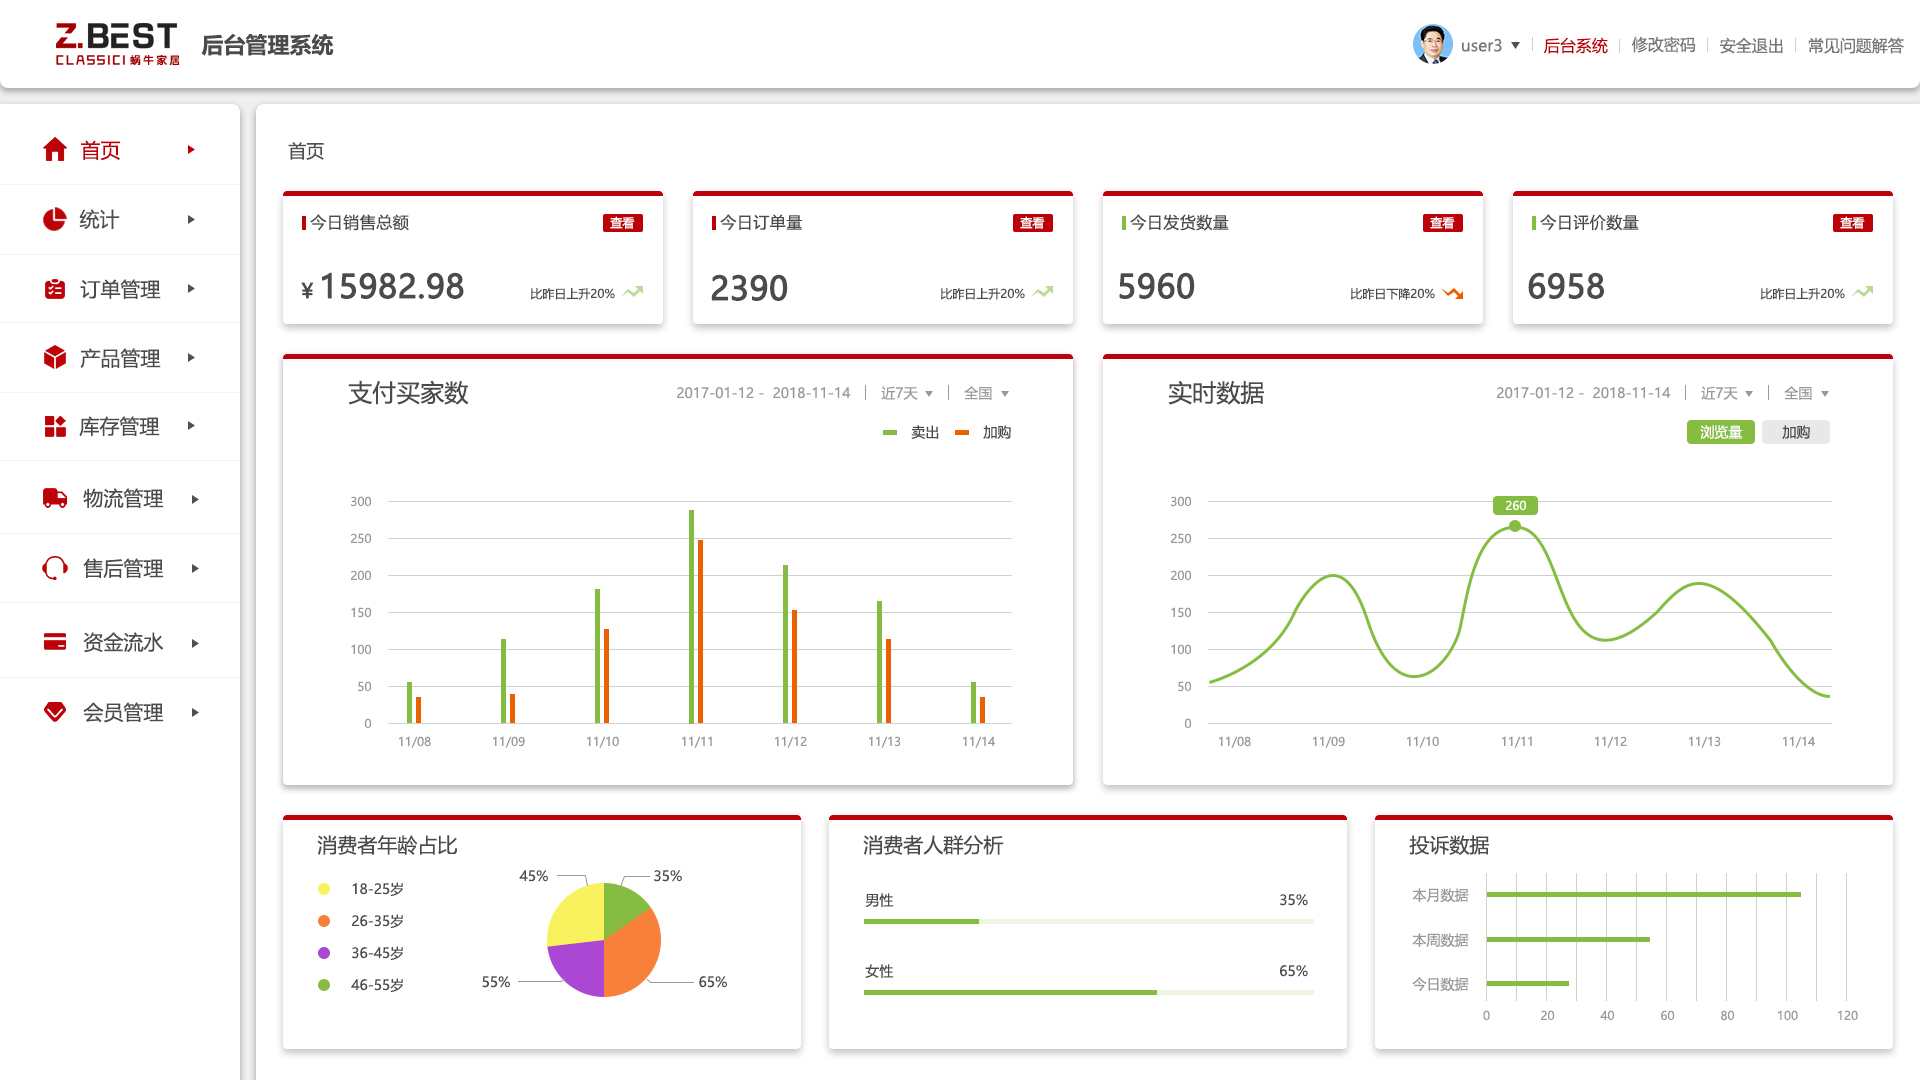 Z.BEST
CLASSICI 蜗牛家居
后台管理系统
user3
后台系统
修改密码
安全退出
常见问题解答
首页
统计
订单管理
产品管理
库存管理
物流管理
售后管理
资金流水
会员管理
首页
今日销售总额 查看
¥ 15982.98 比昨日上升20%
今日订单量 查看
2390 比昨日上升20%
今日发货数量 查看
5960 比昨日下降20%
今日评价数量 查看
6958 比昨日上升20%
支付买家数 2017-01-12 - 2018-11-14 近7天 全国
卖出 加购
300
250
200
150
100
50
0
11/08 11/09 11/10 11/11 11/12 11/13 11/14
实时数据 2017-01-12 - 2018-11-14 近7天 全国
浏览量 加购
260
300
250
200
150
100
50
0
11/08 11/09 11/10 11/11 11/12 11/13 11/14
消费者年龄占比
18-25岁
26-35岁
36-45岁
46-55岁
45% 35%
55% 65%
消费者人群分析
男性 35%
女性 65%
投诉数据
本月数据
本周数据
今日数据
0 20 40 60 80 100 120